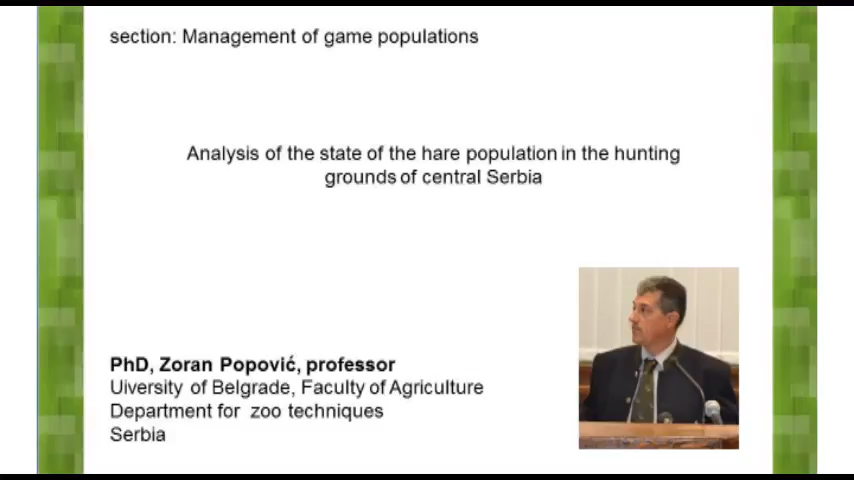 section: Management of game populations
Analysis of the state of the hare population in the hunting
grounds of central Serbia
PhD, Zoran Popović, professor
Uiversity of Belgrade, Faculty of Agriculture
Department for zoo techniques
Serbia